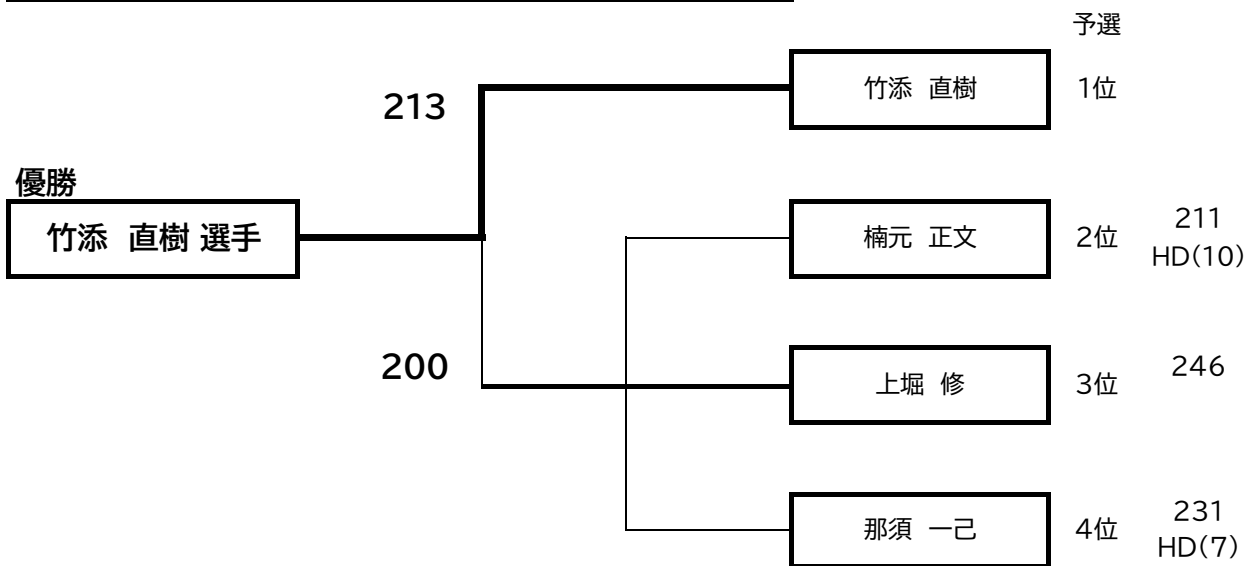 予選
竹添 直樹
1位
213
優勝
竹添 直樹 選手
楠元 正文
2位
211
HD(10)
200
上堀 修
3位
246
那須 一己
4位
231
HD(7)